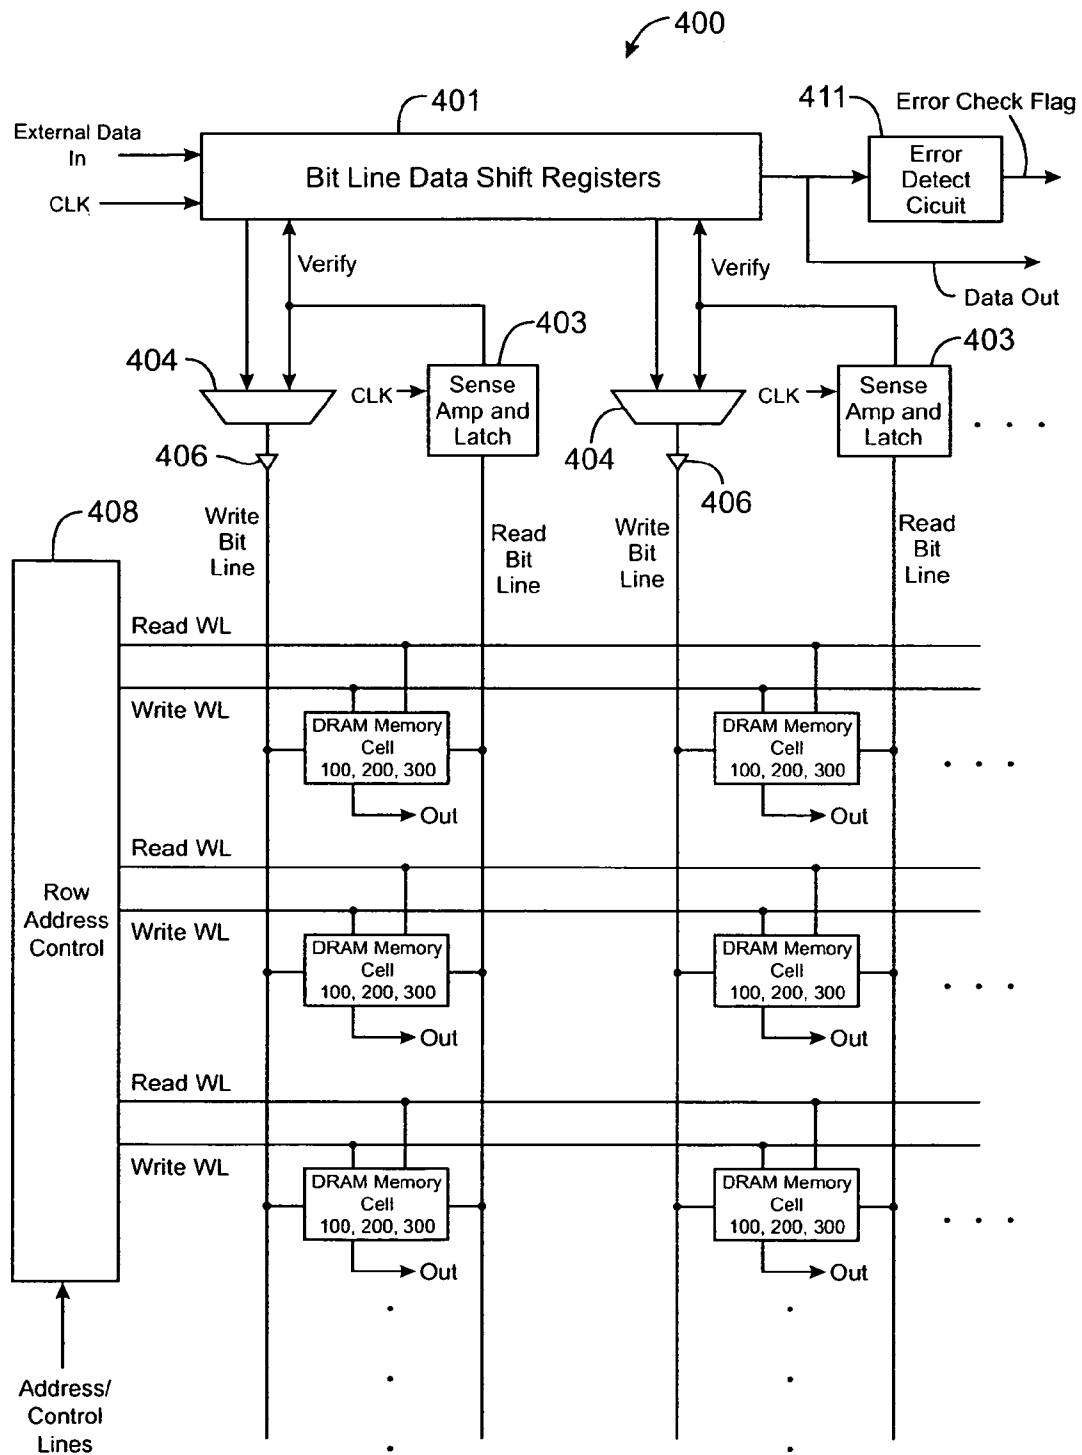 400
401
411
Error Check Flag
External Data
In
CLK
Bit Line Data Shift Registers
Error
Detect
Cicuit
Verify
Verify
Data Out
403
403
404
CLK
Sense
Amp and
Latch
CLK
Sense
Amp and
Latch
. . .
406
404
406
408
Write
Bit
Line
Read
Bit
Line
Write
Bit
Line
Read
Bit
Line
Read WL
Write WL
DRAM Memory
Cell
100, 200, 300
DRAM Memory
Cell
100, 200, 300
. . .
Out
Out
Read WL
Row
Address
Control
Write WL
DRAM Memory
Cell
100, 200, 300
DRAM Memory
Cell
100, 200, 300
. . .
Out
Out
Read WL
Write WL
DRAM Memory
Cell
100, 200, 300
DRAM Memory
Cell
100, 200, 300
. . .
Out
Out
Address/
Control
Lines